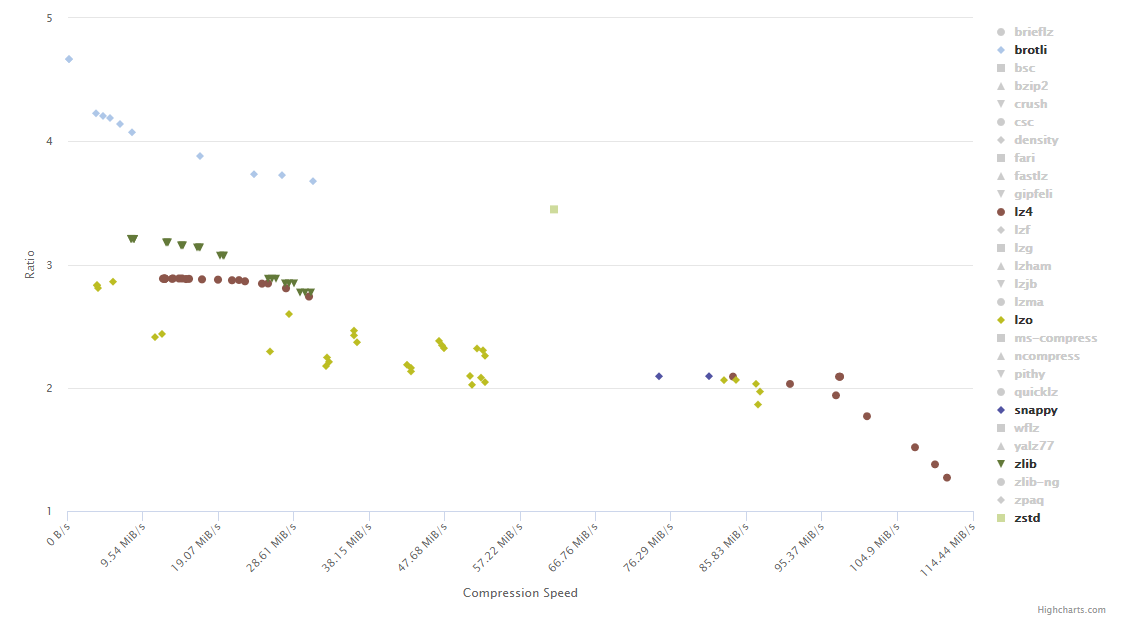 5
4
3
2
1
Ratio
0 B/s
9.54 MiB/s
19.07 MiB/s
28.61 MiB/s
38.15 MiB/s
47.68 MiB/s
57.22 MiB/s
66.76 MiB/s
76.29 MiB/s
85.83 MiB/s
95.37 MiB/s
104.9 MiB/s
114.44 MiB/s
Compression Speed
brieflz
brotli
bsc
bzip2
crush
csc
density
fari
fastlz
gipfeli
lz4
lzf
lzg
lzham
lzjb
lzma
lzo
ms-compress
ncompress
pithy
quicklz
snappy
wflz
yalz77
zlib
zlib-ng
zpaq
zstd
Highcharts.com